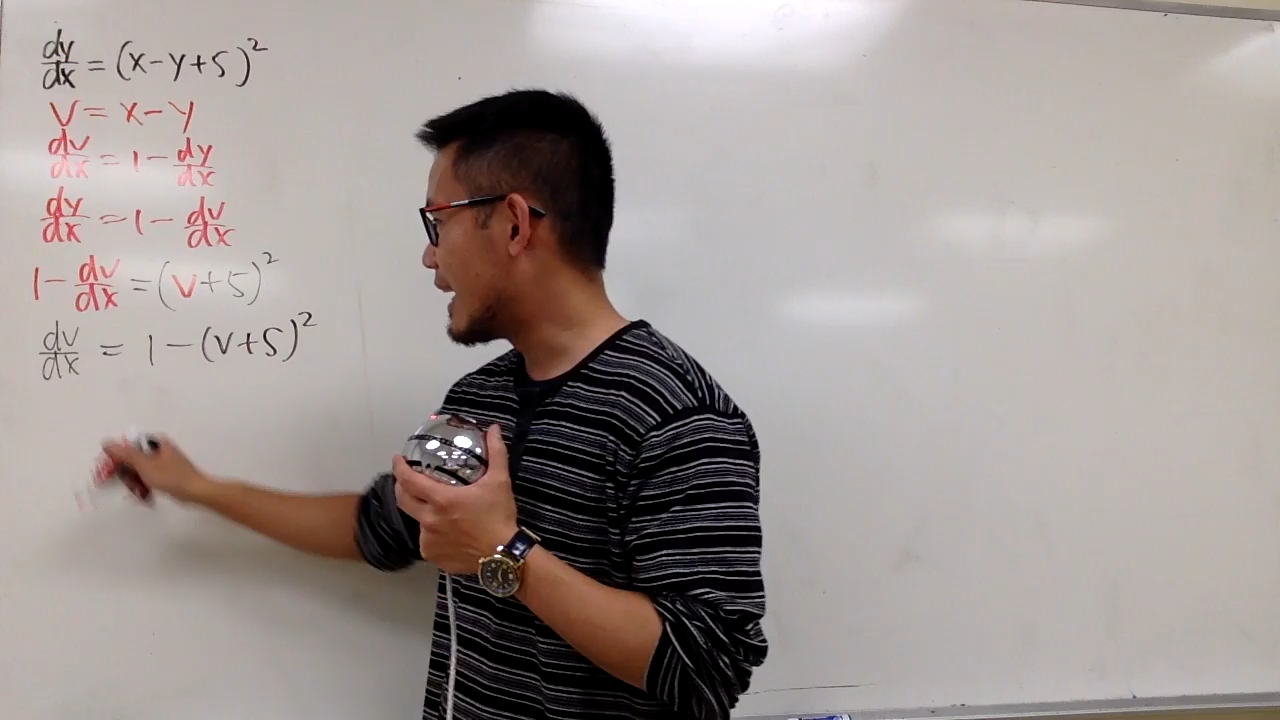 dy/dx = (x-y+5)²
V = x-y
dv/dx = 1 - dy/dx
dy/dx = 1 - dv/dx
1 - dv/dx = (v+5)²
dv/dx = 1 - (v+5)²